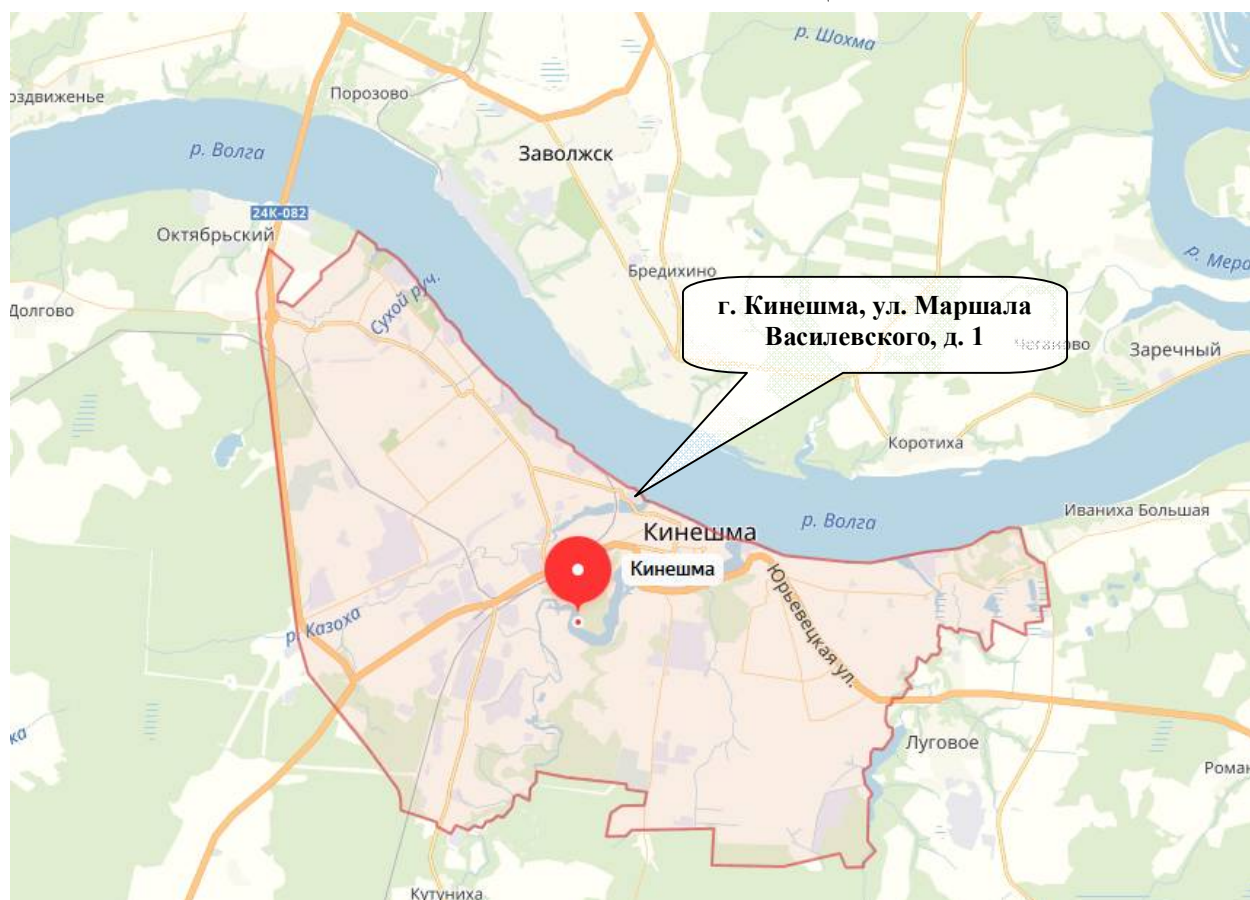 р. Шохма
оздвиженье
Порозово
р. Волга
Заволжск
24К-082
Октябрьский
р. Мера
Бредихино
Сухой руч.
Долгово
г. Кинешма, ул. Маршала
Василевского, д. 1
Заречный
Коротиха
Иваниха Большая
р. Волга
Кинешма
Кинешма
Юрьевецкая ул.
р. Казоха
ка
Луговое
Роман
Кутуниха